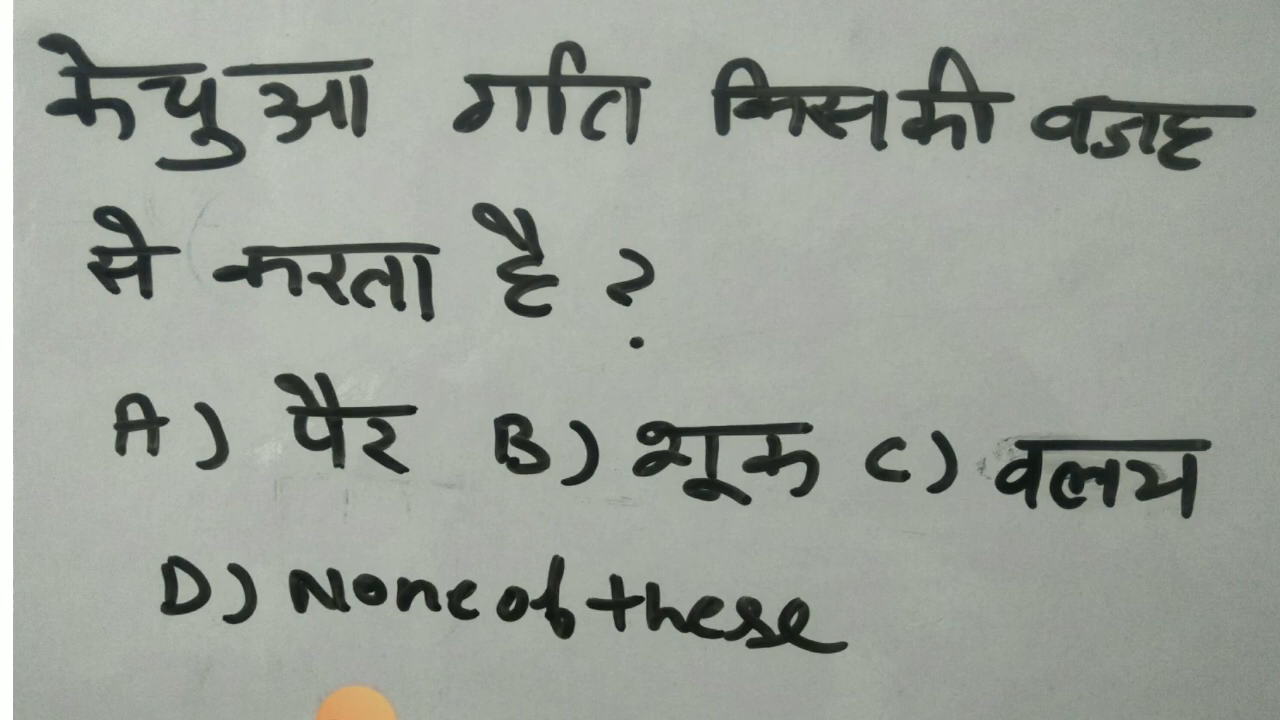 केचुआ गति किसकी वजह
से करता है ?
A) पैर B) शूक C) वलय
D) None of these